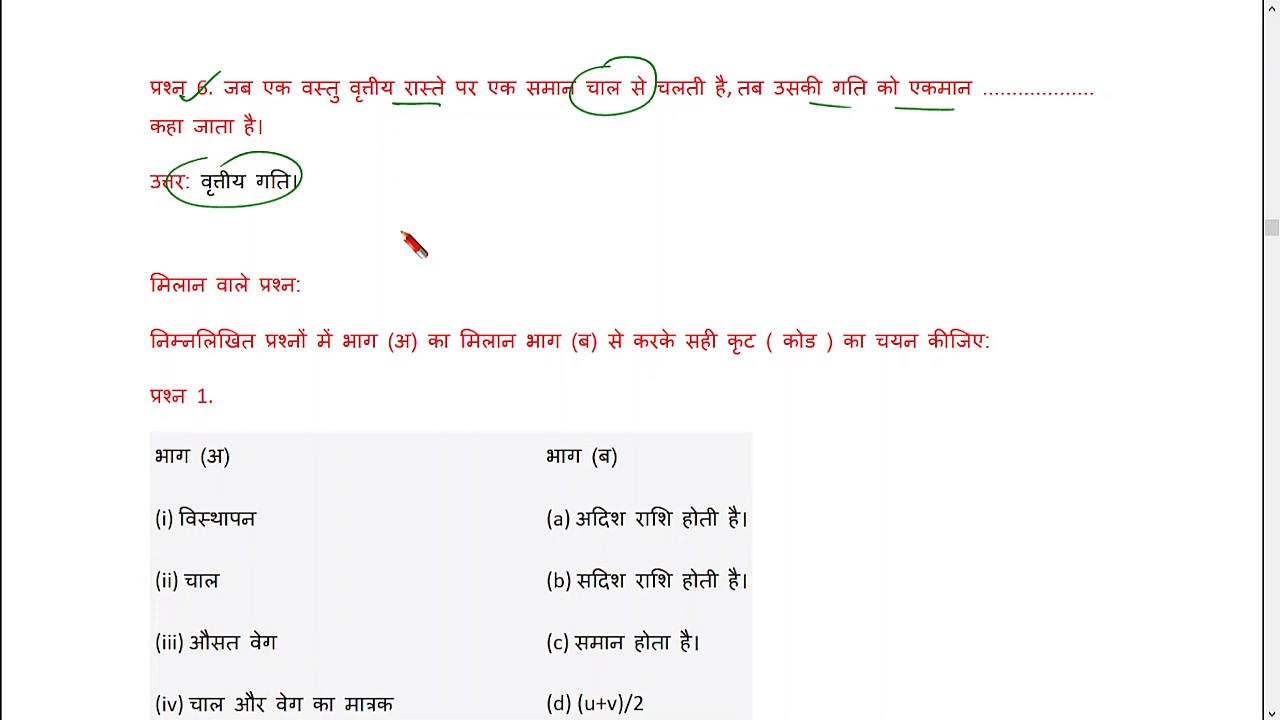 प्रश्न 6. जब एक वस्तु वृत्तीय रास्ते पर एक समान चाल से चलती है, तब उसकी गति को एकमान ...................
कहा जाता है।
उत्तर: वृत्तीय गति।
मिलान वाले प्रश्न:
निम्नलिखित प्रश्नों में भाग (अ) का मिलान भाग (ब) से करके सही कृट ( कोड ) का चयन कीजिए:
प्रश्न 1.
भाग (अ) भाग (ब)
(i) विस्थापन (a) अदिश राशि होती है।
(ii) चाल (b) सदिश राशि होती है।
(iii) औसत वेग (c) समान होता है।
(iv) चाल और वेग का मात्रक (d) (u+v)/2